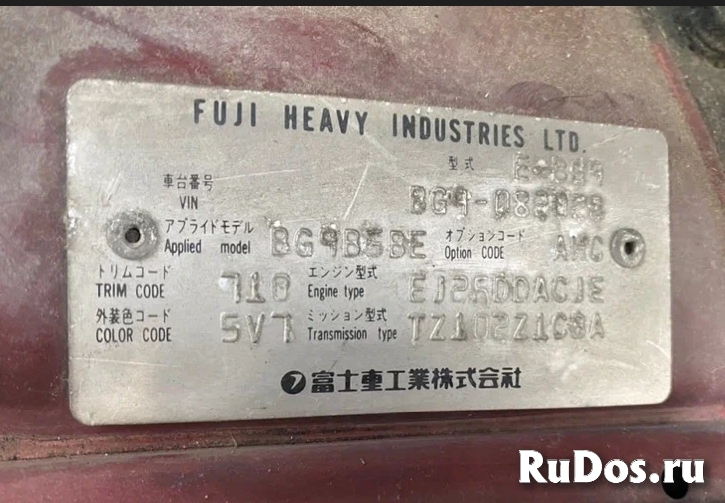 FUJI HEAVY INDUSTRIES LTD.
型式 E-BG9
車台番号
VIN BG9-082028
アプライドモデル オプションコード
Applied model BG9B5BE Option CODE AMC
トリムコード エンジン型式
TRIM CODE 710 Engine type EJ25DDACJE
外装色コード ミッション型式
COLOR CODE 5V7 Transmission type TZ102Z1C8A
富士重工業株式会社
RuDos.ru